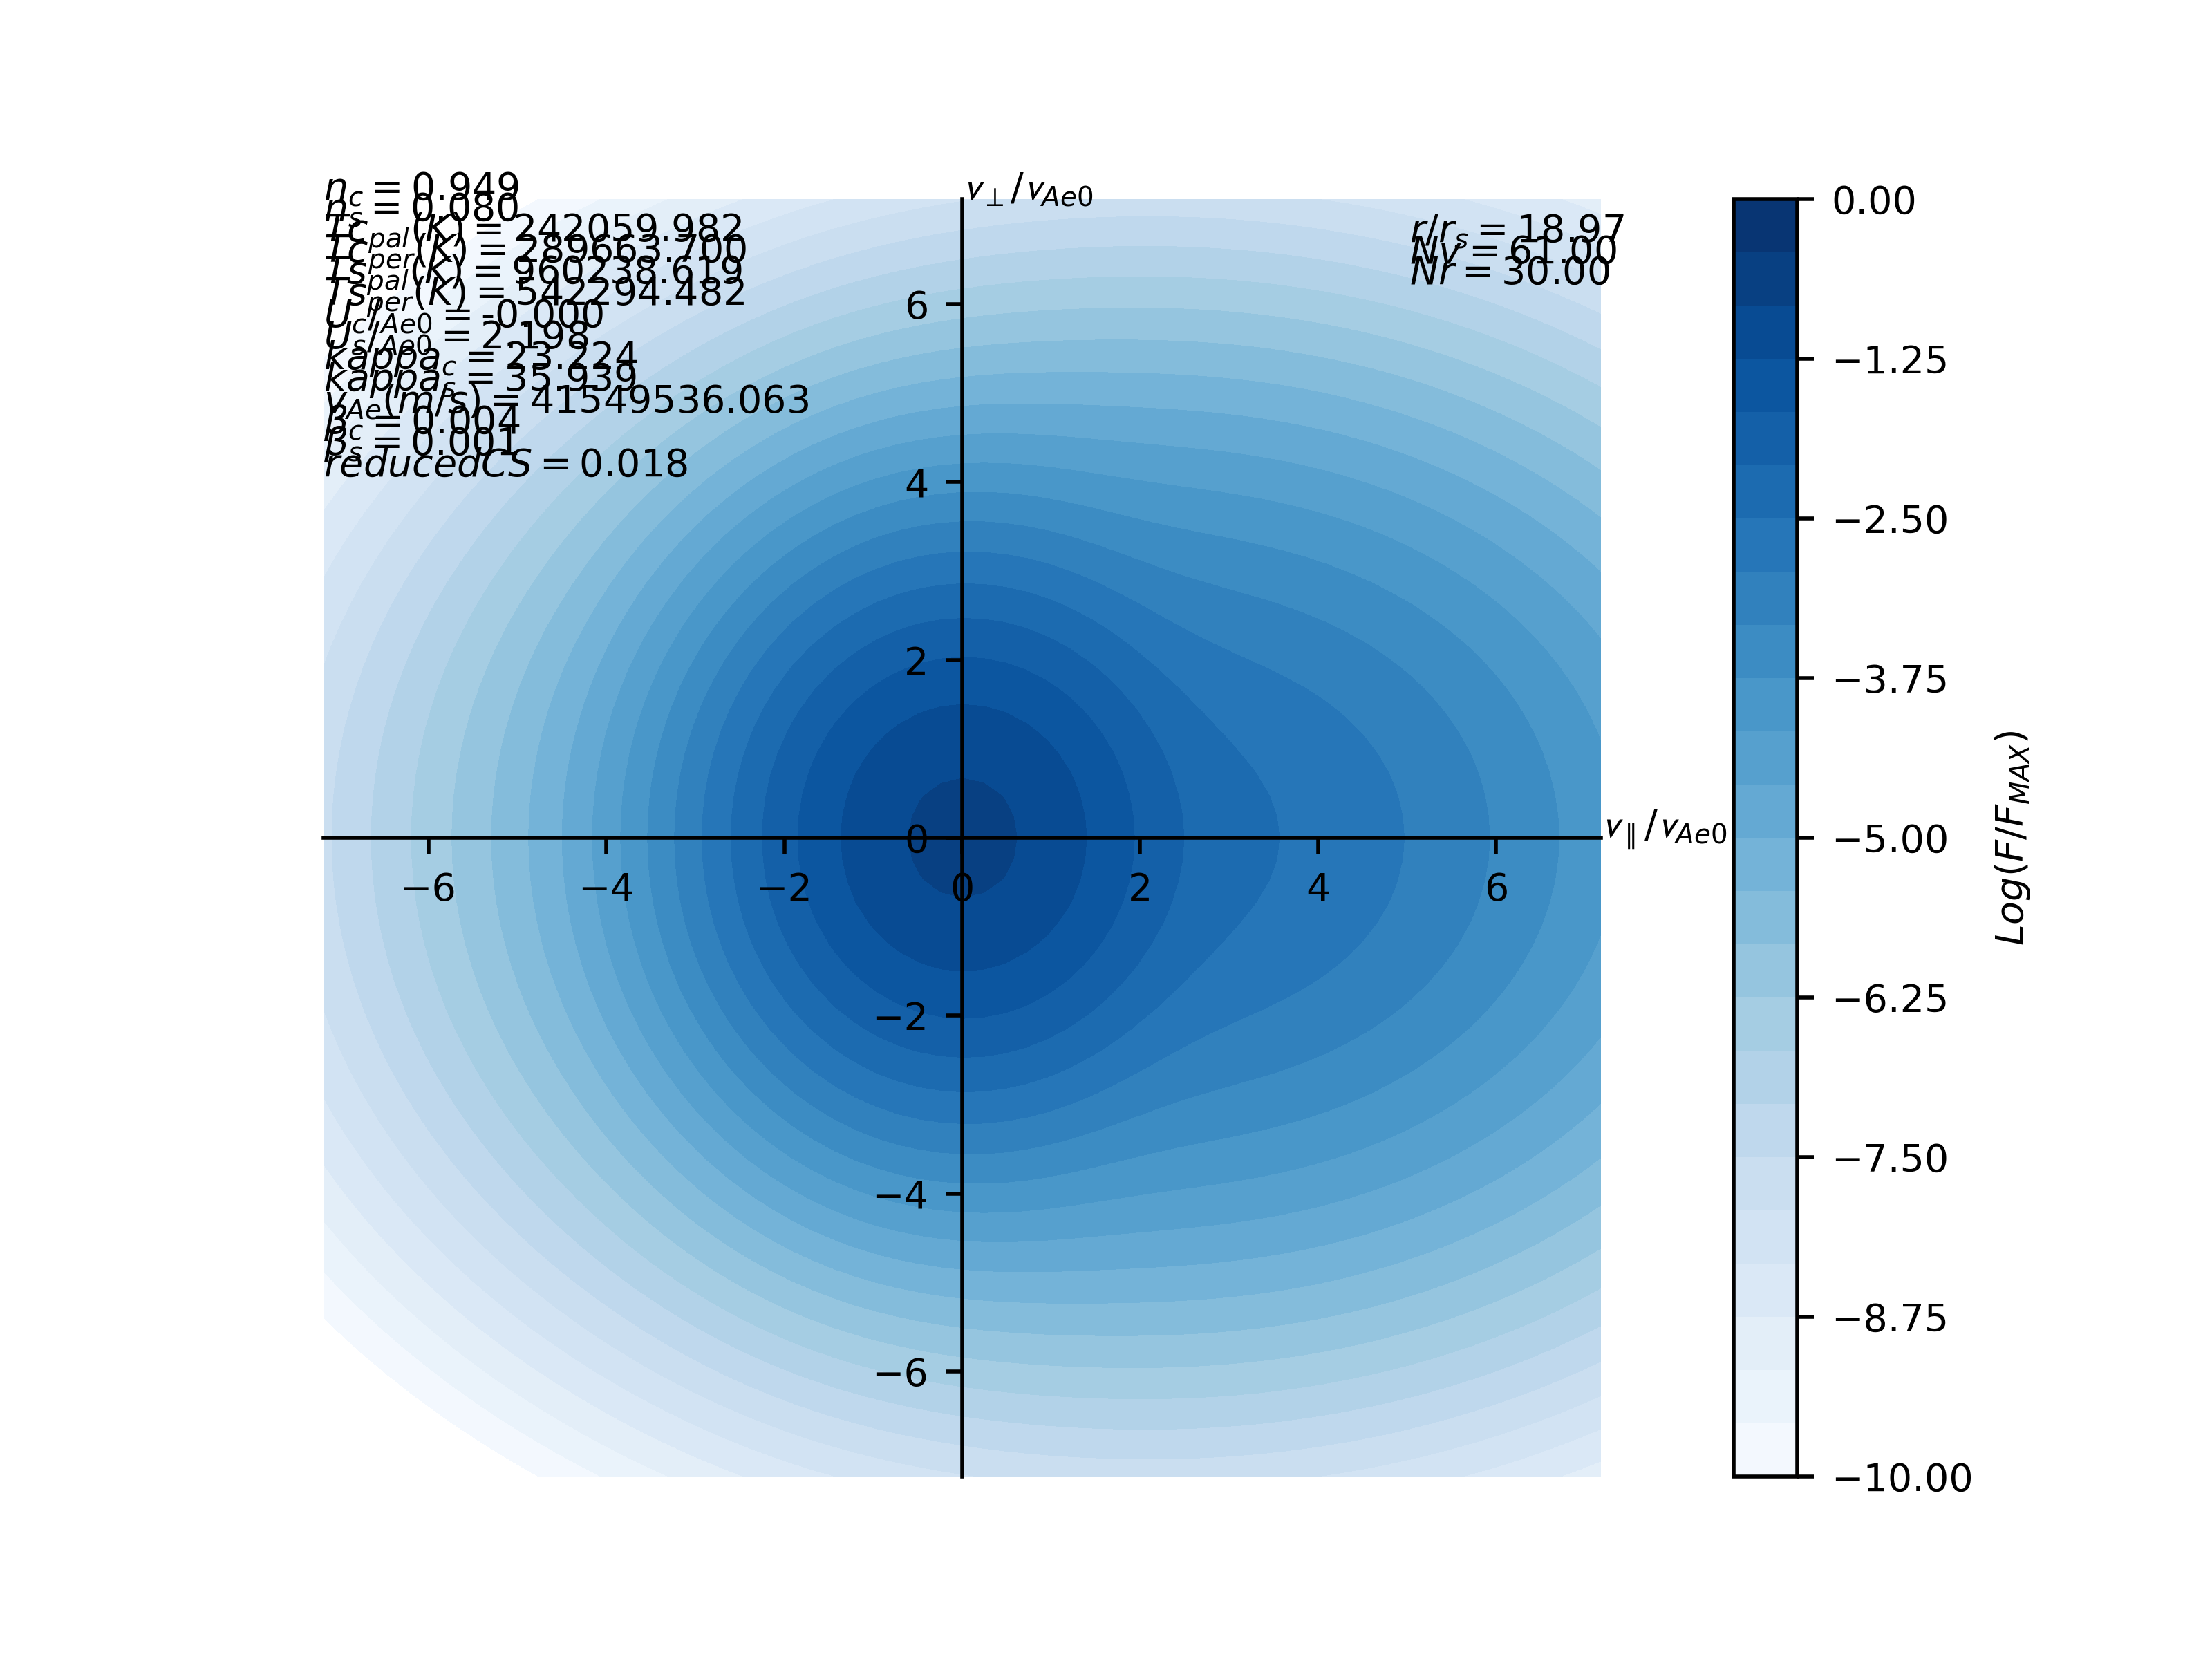 n_c = 0.949
n_s = 0.080
Tc_pal(K) = 242059.982
Tc_per(K) = 289663.700
Ts_pal(K) = 960238.619
Ts_per(K) = 542294.482
U_c/Ae0 = -0.000
U_s/Ae0 = 2.198
kappa_c = 23.224
kappa_s = 35.939
v_Ae(m/s) = 41549536.063
β_c = 0.004
β_s = 0.001
reducedCS = 0.018
v_⊥/v_Ae0
r/r_s = 18.97
Nv = 61.00
Nr = 30.00
6
4
2
0
−2
−4
−6
−6 −4 −2 0 2 4 6
v_∥/v_Ae0
0.00
−1.25
−2.50
−3.75
−5.00
−6.25
−7.50
−8.75
−10.00
Log(F/F_MAX)